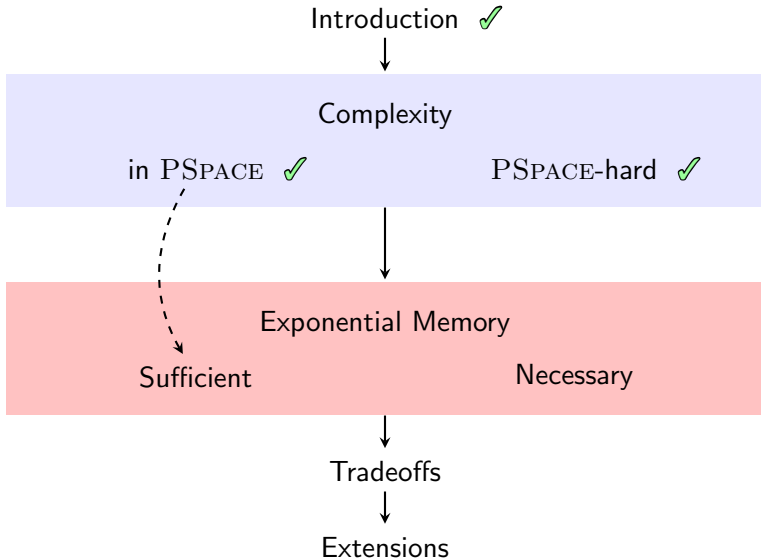 Introduction ✓
Complexity
in PSPACE ✓ PSPACE-hard ✓
Exponential Memory
Sufficient Necessary
Tradeoffs
Extensions